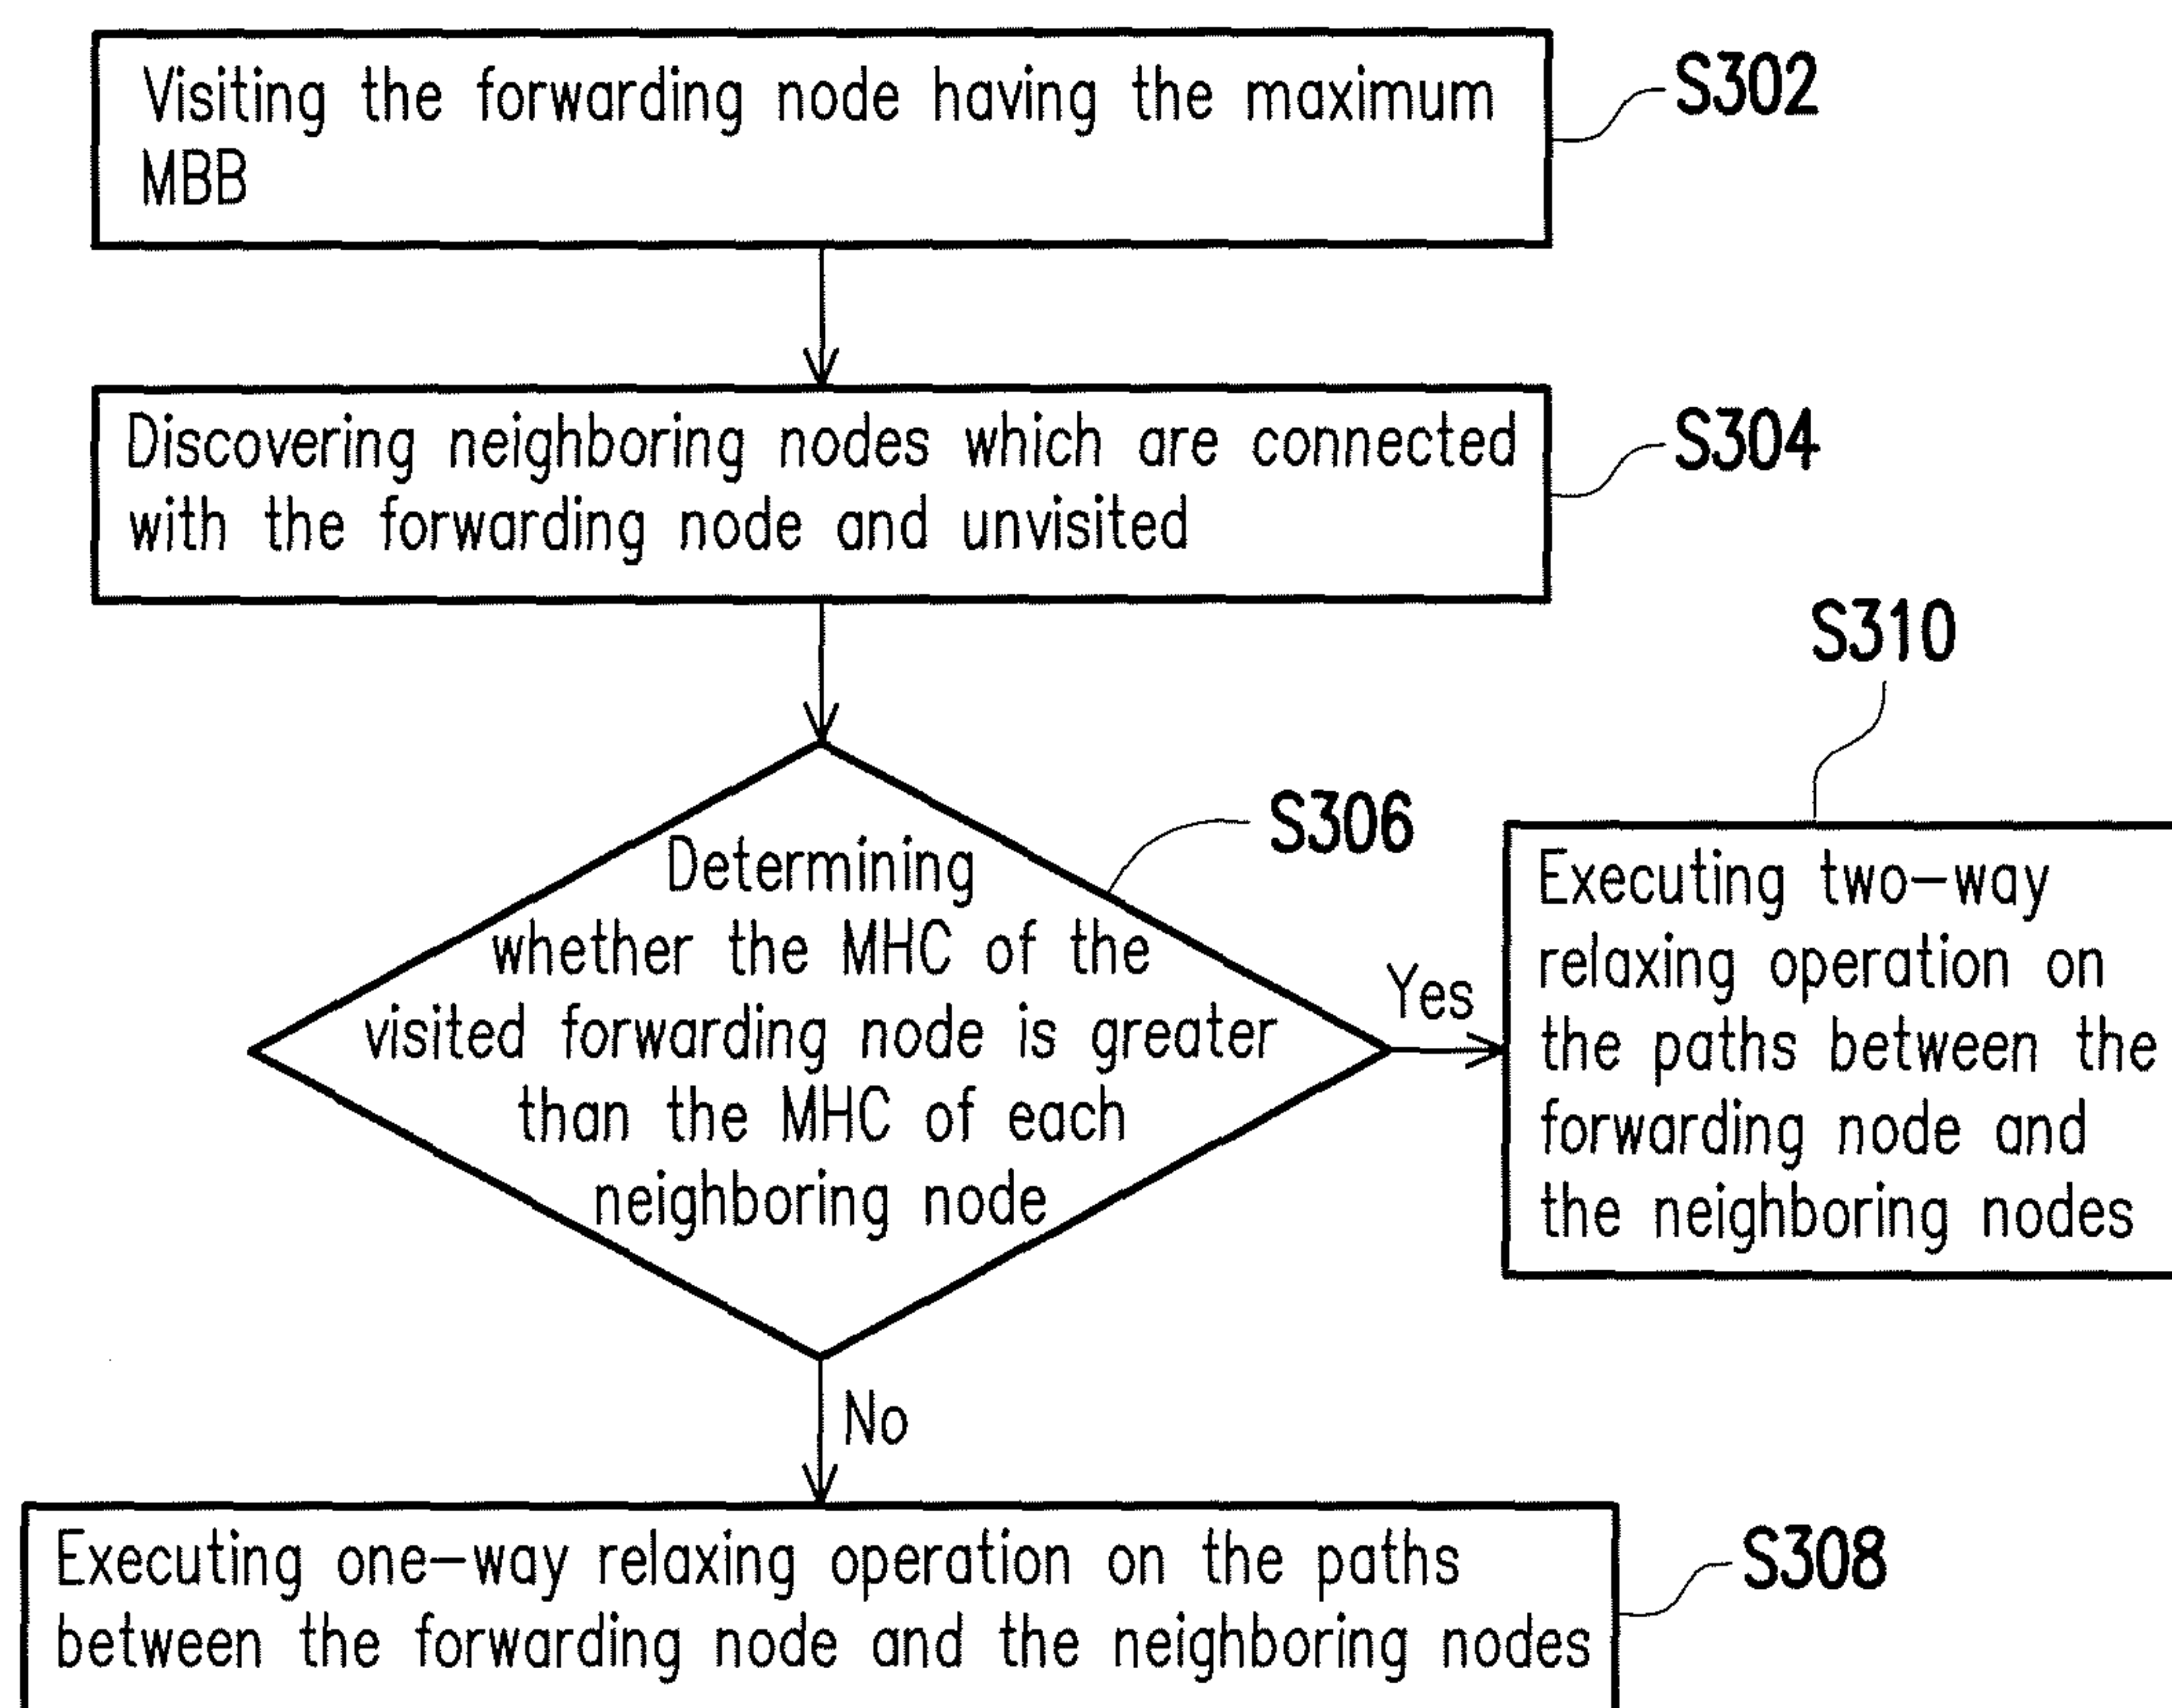 Visiting the forwarding node having the maximum
MBB
S302
Discovering neighboring nodes which are connected
with the forwarding node and unvisited
S304
Determining
whether the MHC of the
visited forwarding node is greater
than the MHC of each
neighboring node
S306
Yes
S310
Executing two-way
relaxing operation on
the paths between the
forwarding node and
the neighboring nodes
No
Executing one-way relaxing operation on the paths
between the forwarding node and the neighboring nodes
S308